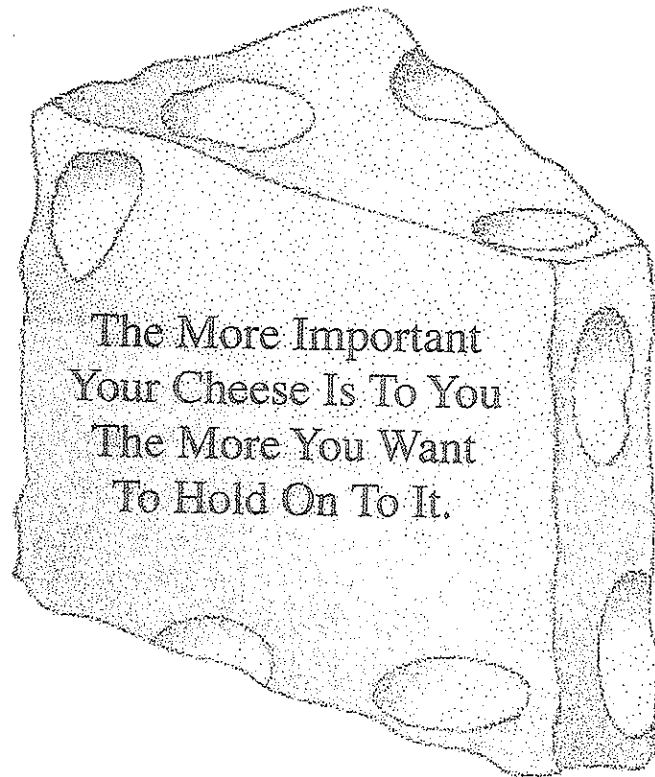 The More Important
Your Cheese Is To You
The More You Want
To Hold On To It.